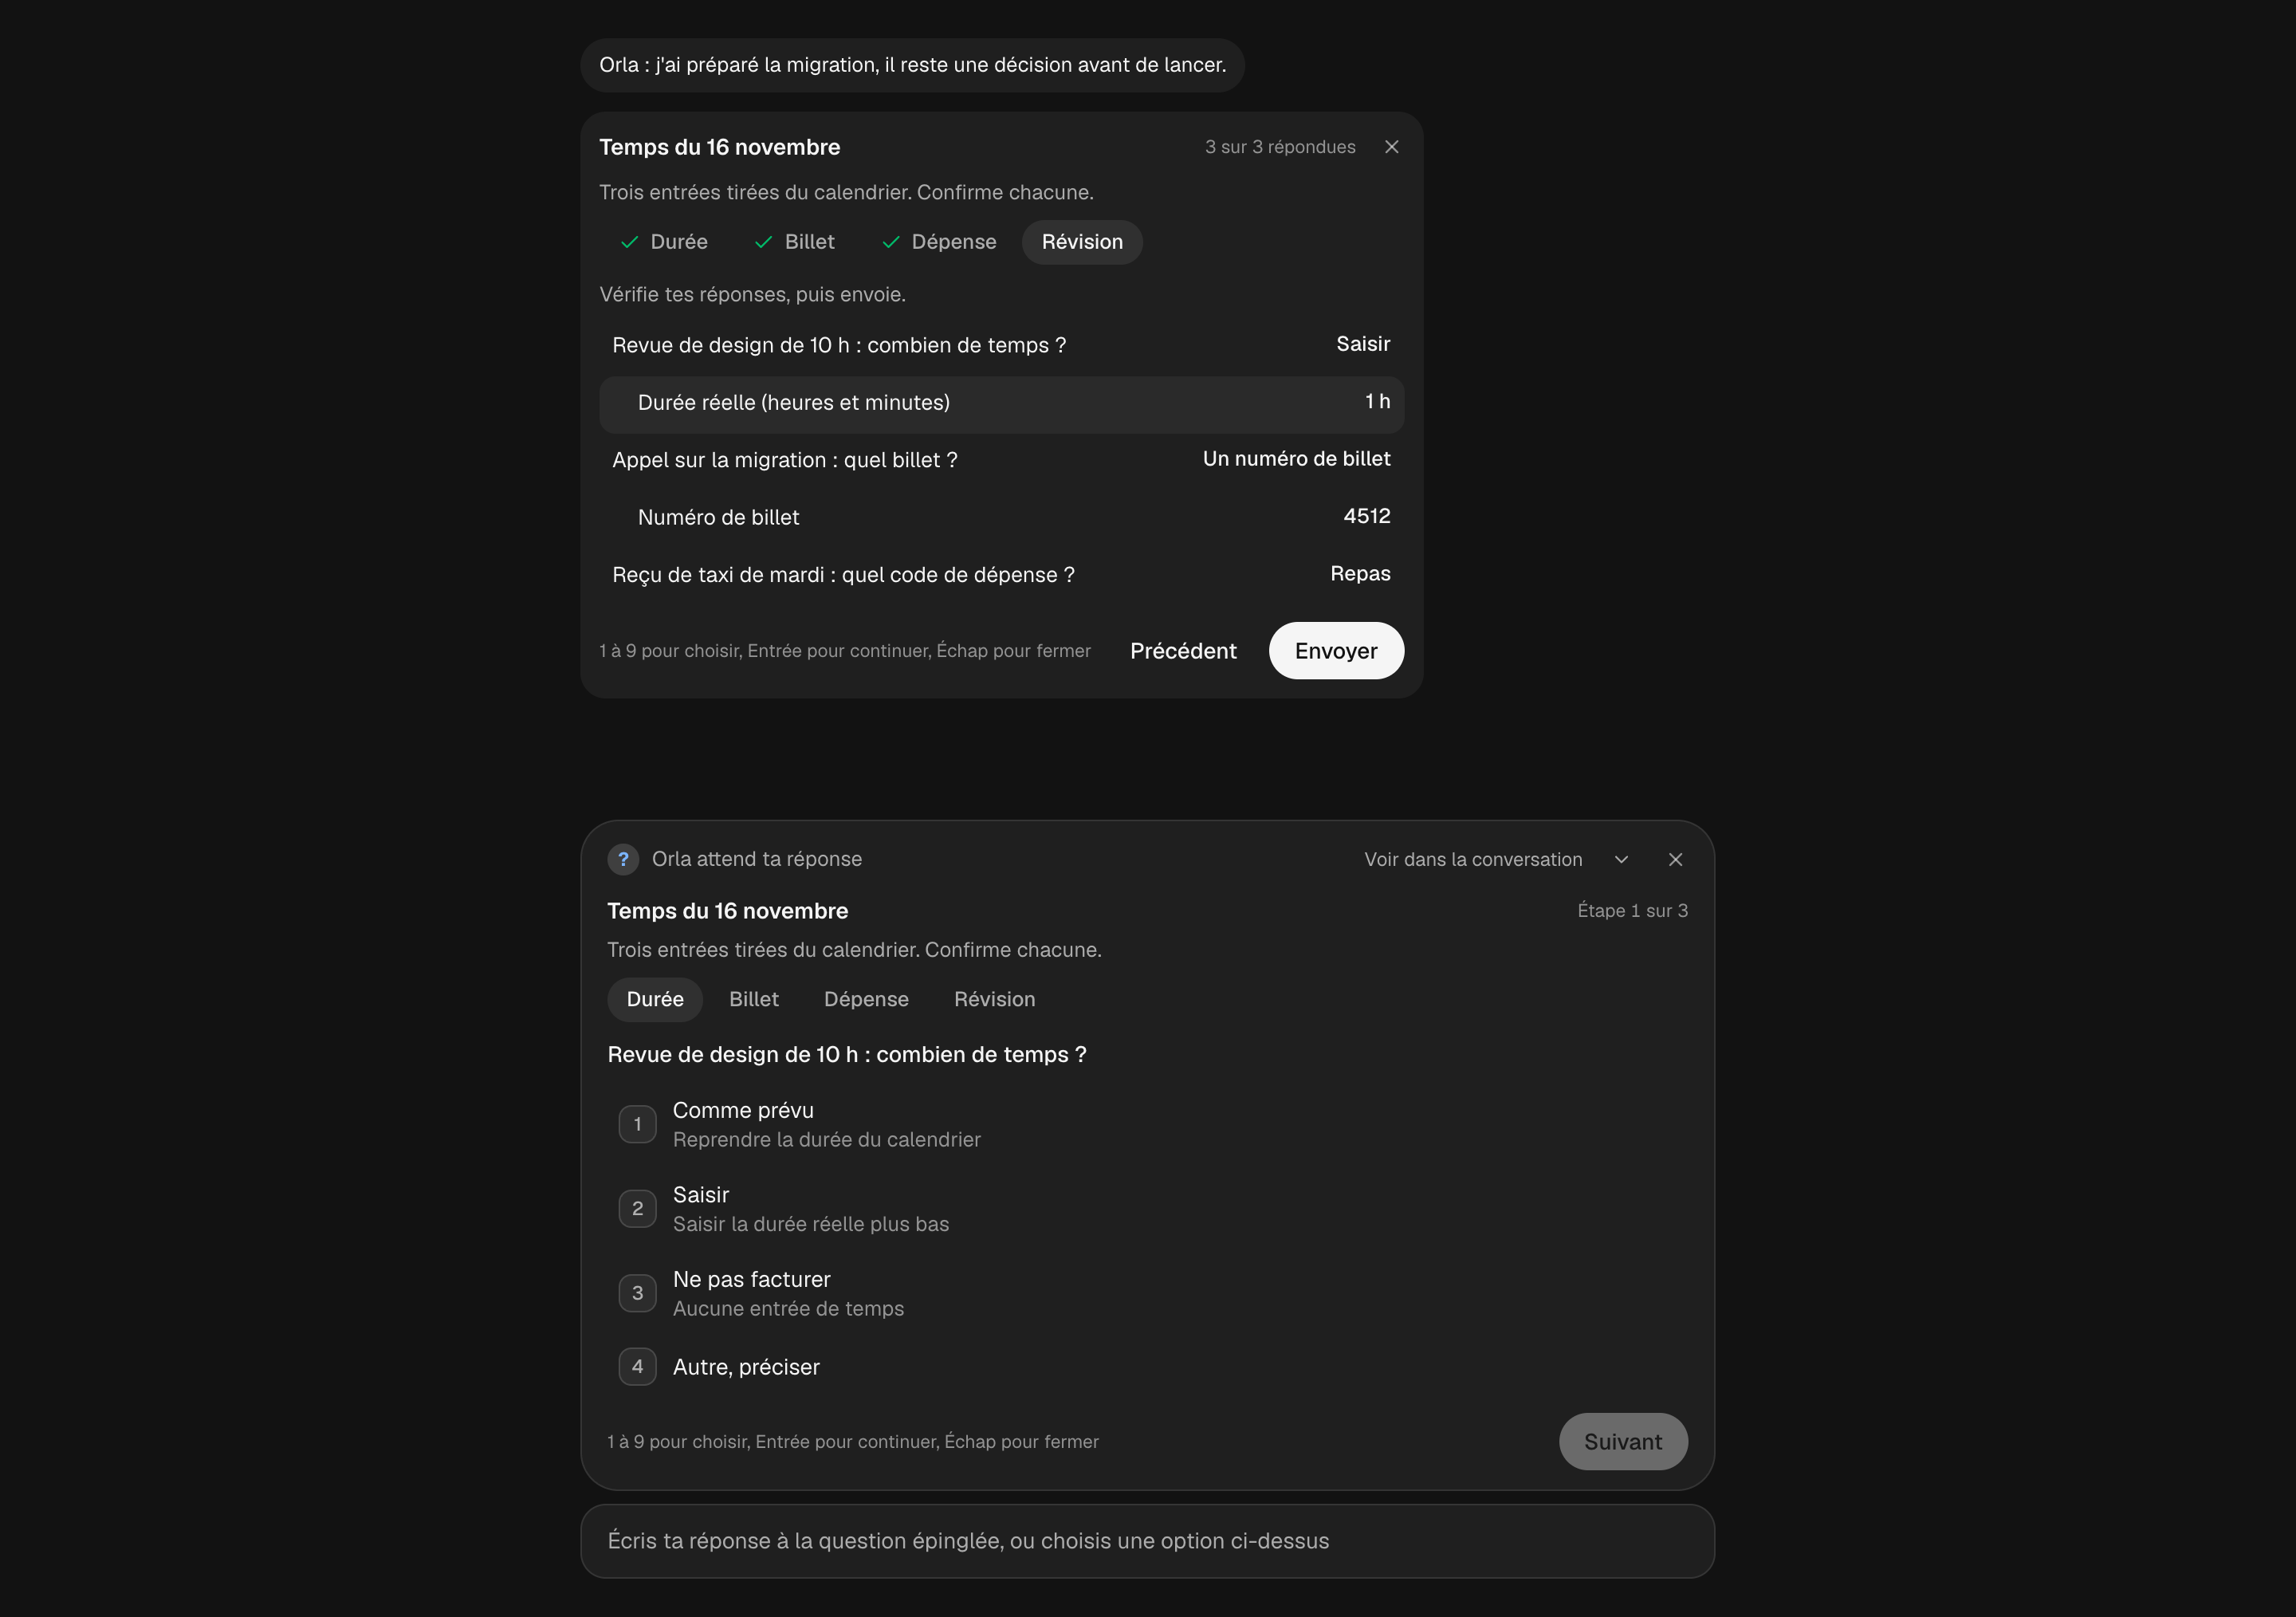 Orla : j'ai préparé la migration, il reste une décision avant de lancer.
Temps du 16 novembre
3 sur 3 répondues
Trois entrées tirées du calendrier. Confirme chacune.
Durée Billet Dépense Révision
Vérifie tes réponses, puis envoie.
Revue de design de 10 h : combien de temps ? Saisir
Durée réelle (heures et minutes) 1 h
Appel sur la migration : quel billet ? Un numéro de billet
Numéro de billet 4512
Reçu de taxi de mardi : quel code de dépense ? Repas
1 à 9 pour choisir, Entrée pour continuer, Échap pour fermer Précédent Envoyer
? Orla attend ta réponse Voir dans la conversation
Temps du 16 novembre Étape 1 sur 3
Trois entrées tirées du calendrier. Confirme chacune.
Durée Billet Dépense Révision
Revue de design de 10 h : combien de temps ?
1 Comme prévu
Reprendre la durée du calendrier
2 Saisir
Saisir la durée réelle plus bas
3 Ne pas facturer
Aucune entrée de temps
4 Autre, préciser
1 à 9 pour choisir, Entrée pour continuer, Échap pour fermer Suivant
Écris ta réponse à la question épinglée, ou choisis une option ci-dessus